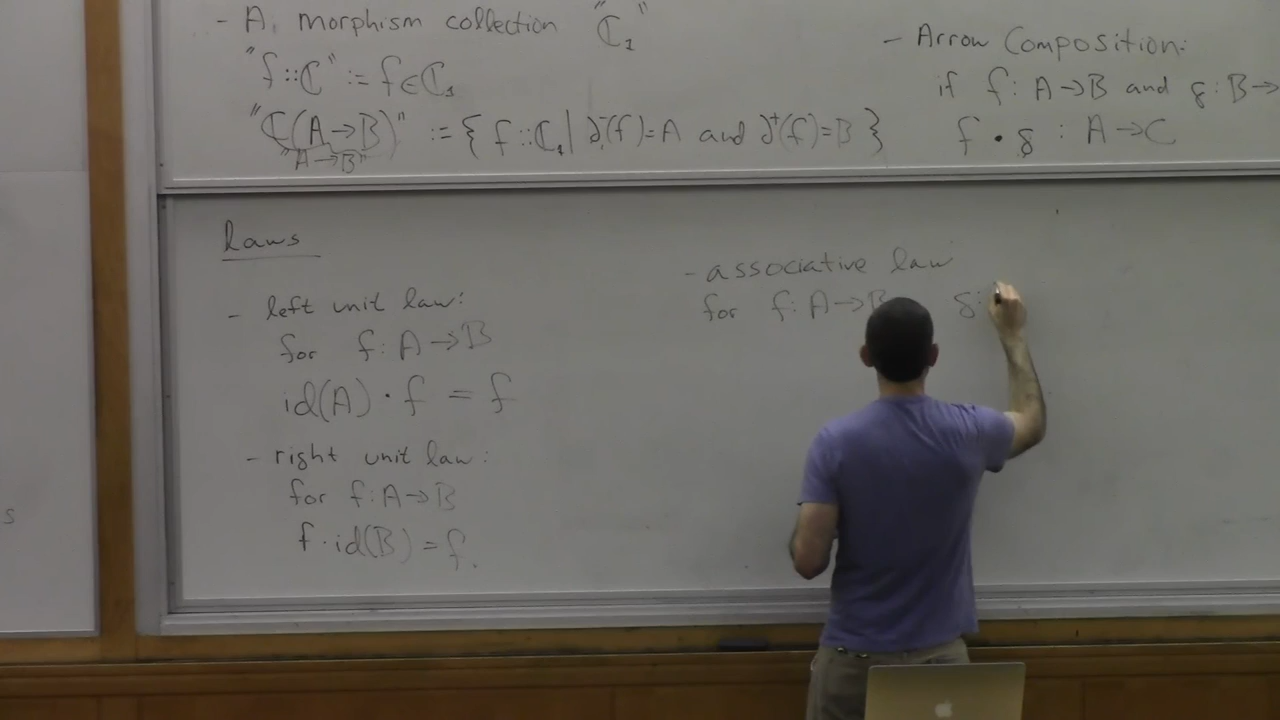 - A, morphism collection "ℂ₁"
"f::ℂ" := f∈ℂ₁
"ℂ(A→B)" := { f::ℂ₁ | ∂⁻(f)=A and ∂⁺(f)=B }
"A→B"
- Arrow Composition:
if f: A→B and g: B→
f • g : A→C
Laws
- left unit law:
for f: A→B
id(A) · f = f
- right unit law:
for f: A→B
f · id(B) = f.
- associative law
for f: A→B g:
s